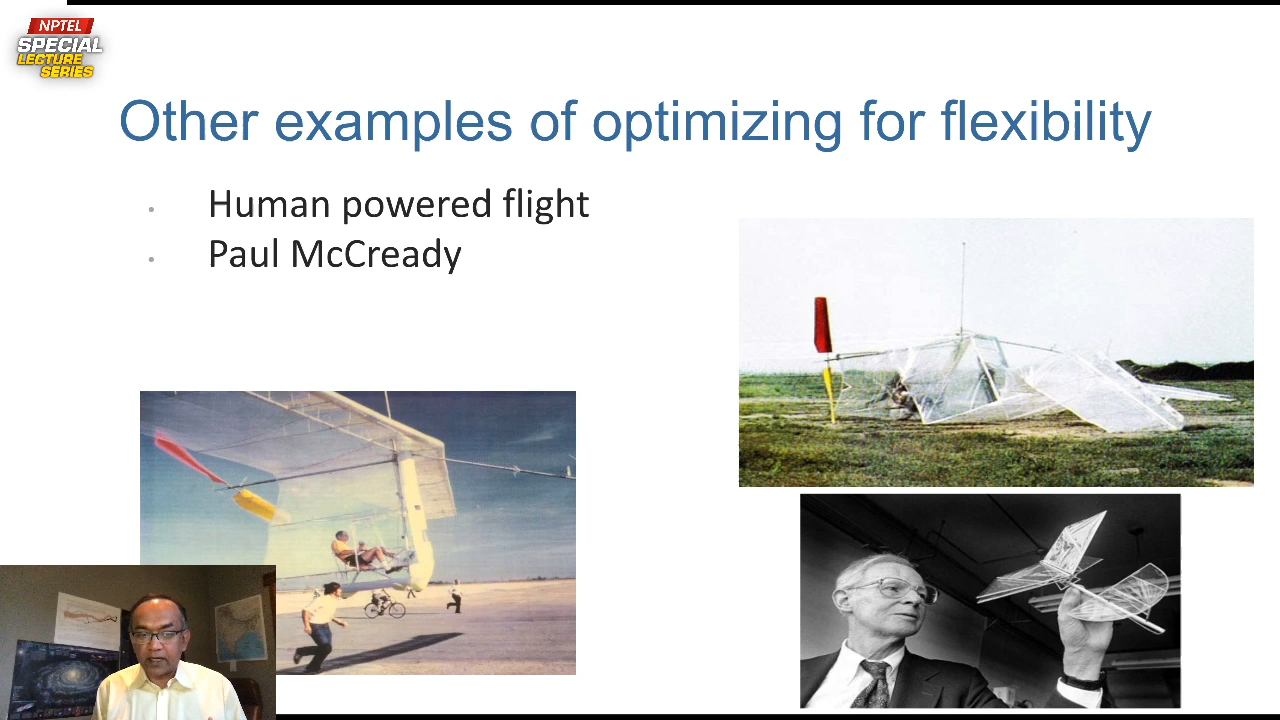 NPTEL
SPECIAL
LECTURE
SERIES
Other examples of optimizing for flexibility
Human powered flight
Paul McCready